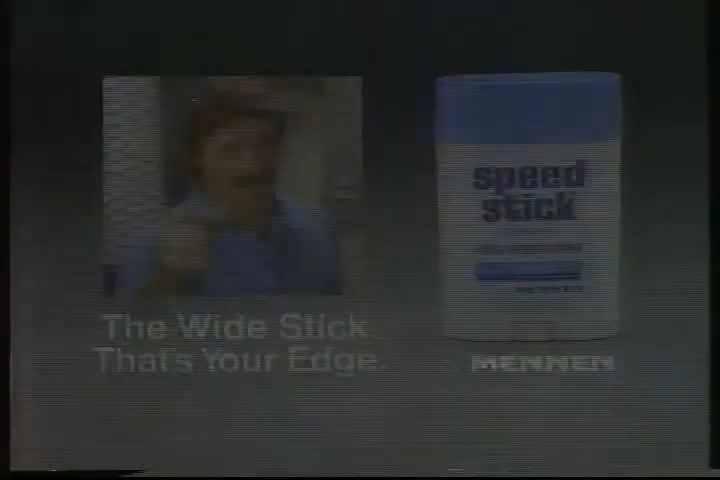 The Wide Stick.
That's Your Edge.
speed
stick
MENNEN